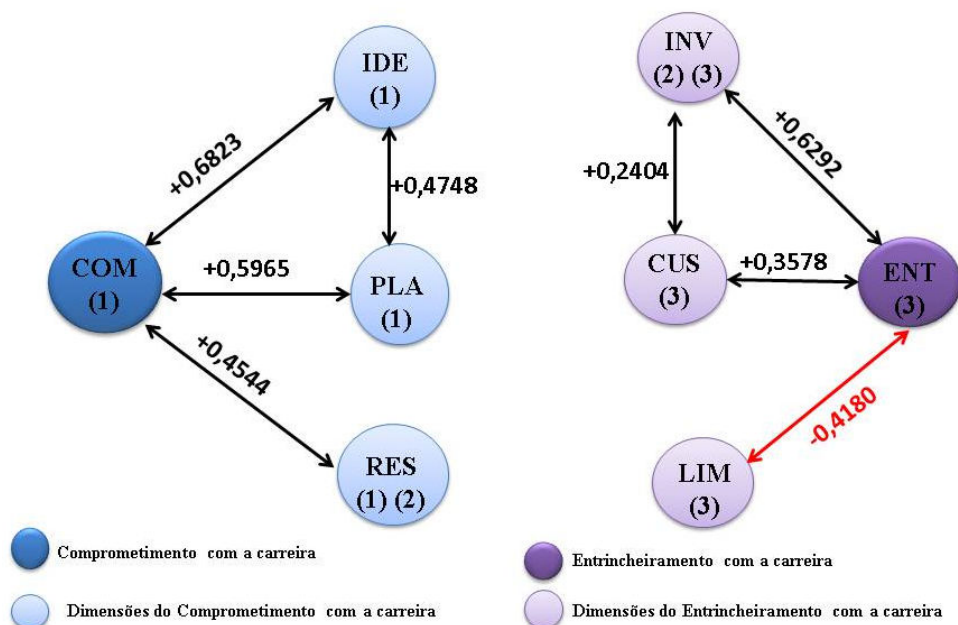 IDE
(1)
+0,6823
+0,4748
COM
(1)
+0,5965
PLA
(1)
+0,4544
RES
(1) (2)
Comprometimento com a carreira
Dimensões do Comprometimento com a carreira
INV
(2) (3)
+0,6292
+0,2404
CUS
(3)
+0,3578
ENT
(3)
-0,4180
LIM
(3)
Entrincheiramento com a carreira
Dimensões do Entrincheiramento com a carreira